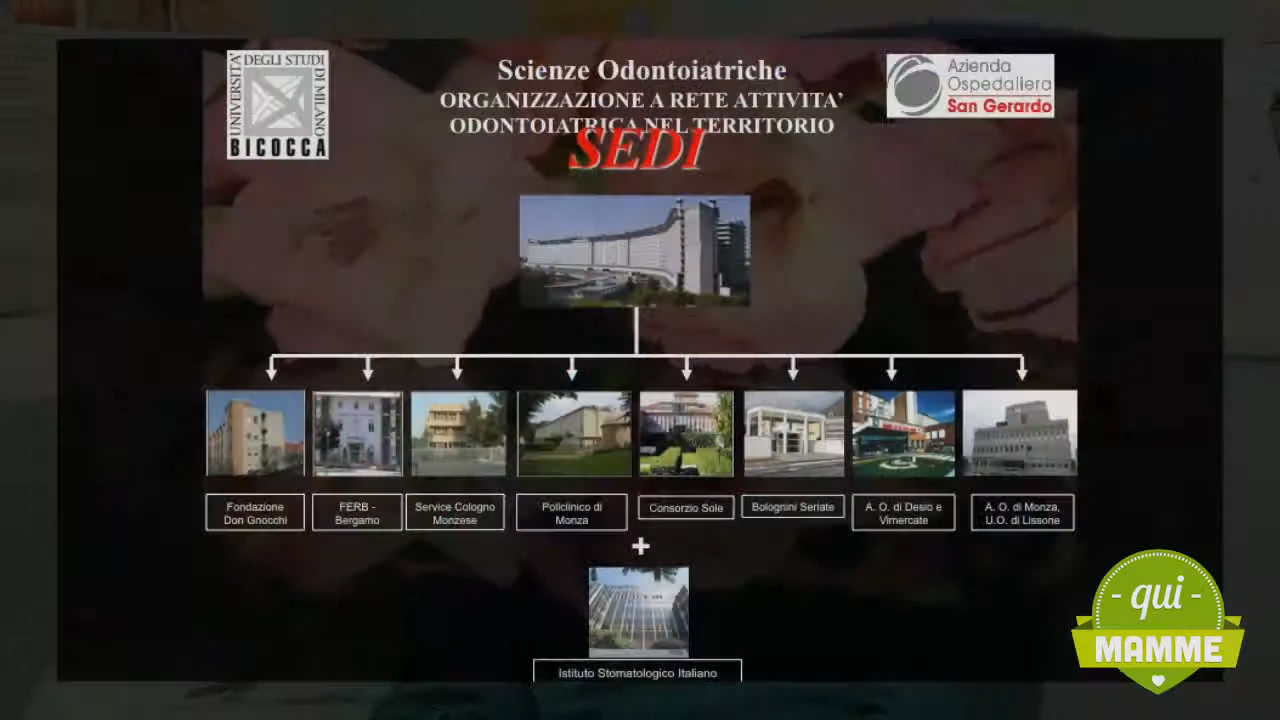 UNIVERSITA' DEGLI STUDI DI MILANO
BICOCCA
Scienze Odontoiatriche
ORGANIZZAZIONE A RETE ATTIVITA'
ODONTOIATRICA NEL TERRITORIO
SEDI
Azienda
Ospedaliera
San Gerardo
Fondazione
Don Gnocchi
FERB -
Bergamo
Service Cologno
Monzese
Policlinico di
Monza
Consorzio Sole
Bolognini Seriate
A. O. di Desio e
Vimercate
A. O. di Monza,
U.O. di Lissone
+
Istituto Stomatologico Italiano
- qui -
MAMME